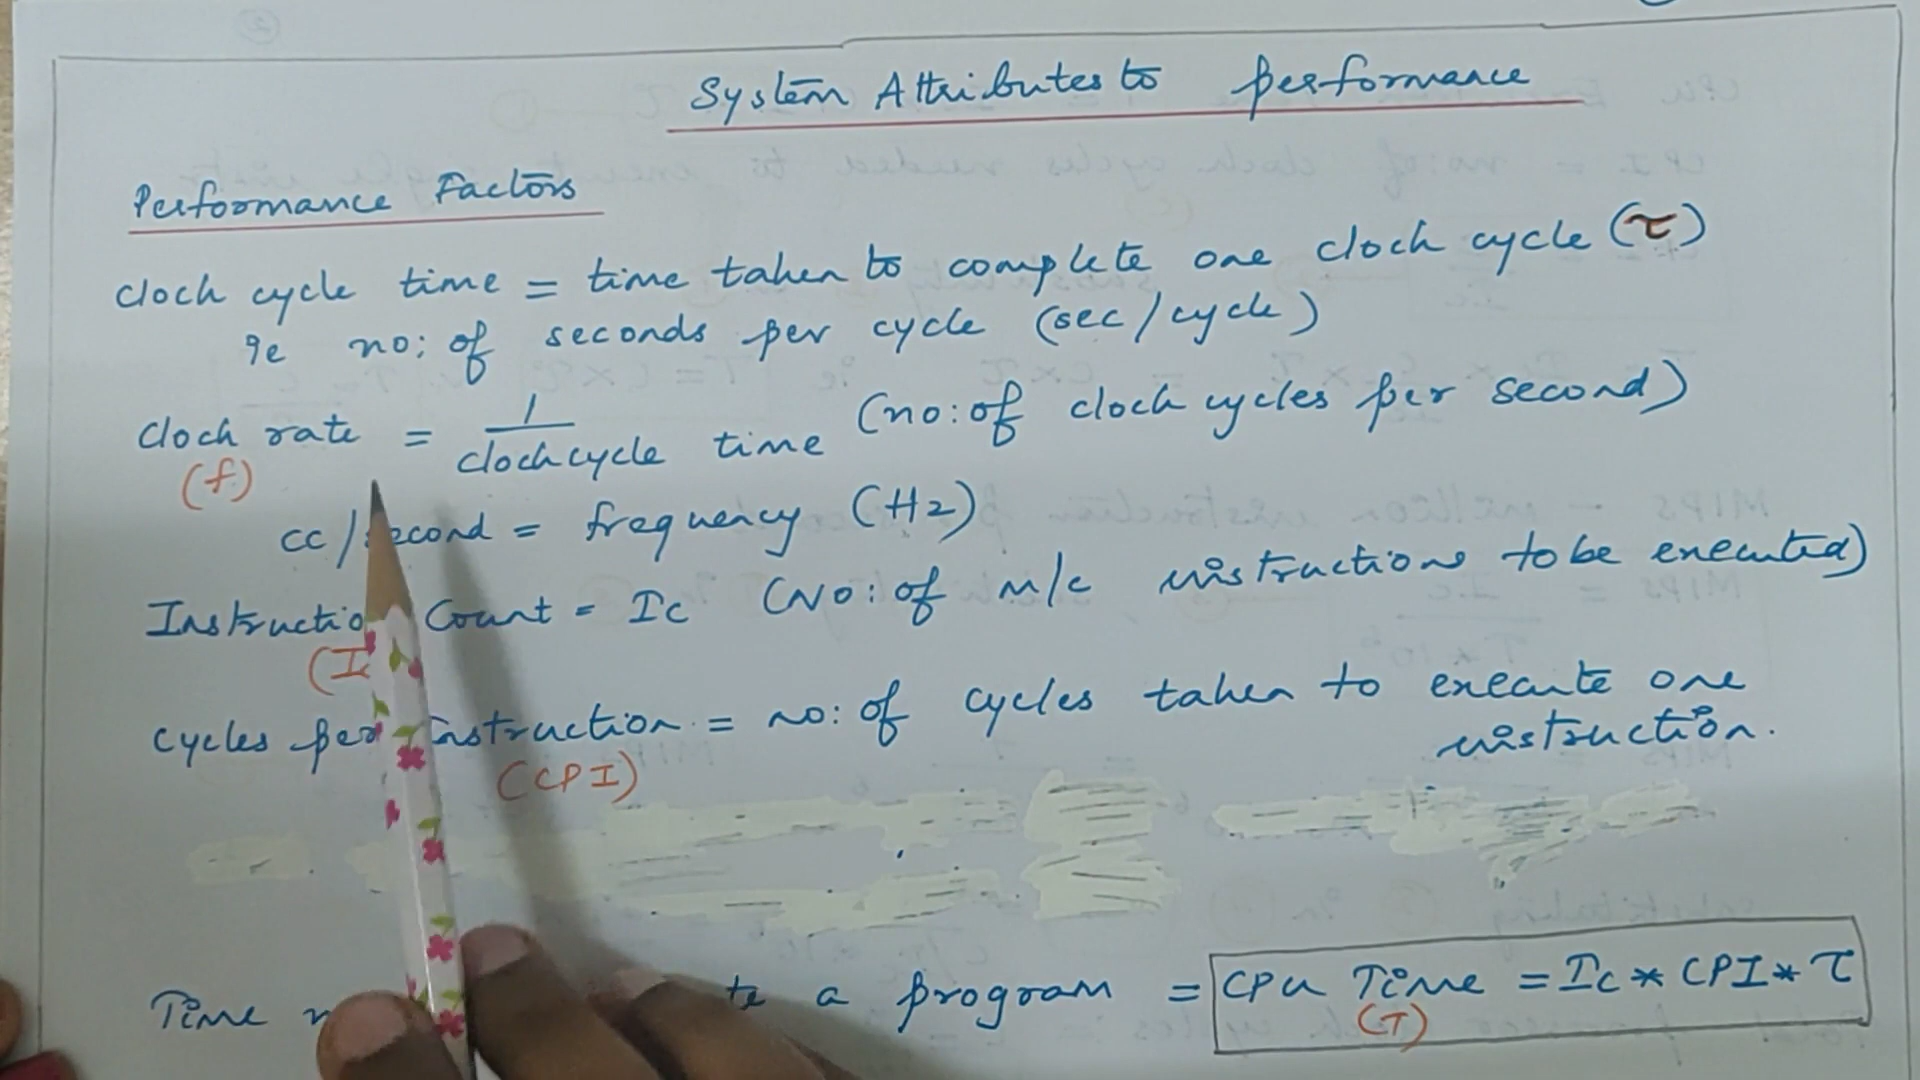 System Attributes to performance
Performance Factors
Clock cycle time = time taken to complete one clock cycle (τ)
ie no: of seconds per cycle (sec/cycle)
Clock rate = 1 / clockcycle time (no: of clock cycles per second)
(f)
cc/second = frequency (Hz)
Instruction Count = Ic (No: of m/c instructions to be executed)
(I
Cycles per instruction = no: of cycles taken to execute one
instruction.
(CPI)
Time to a program = CPU Time = Ic * CPI * τ
(T)